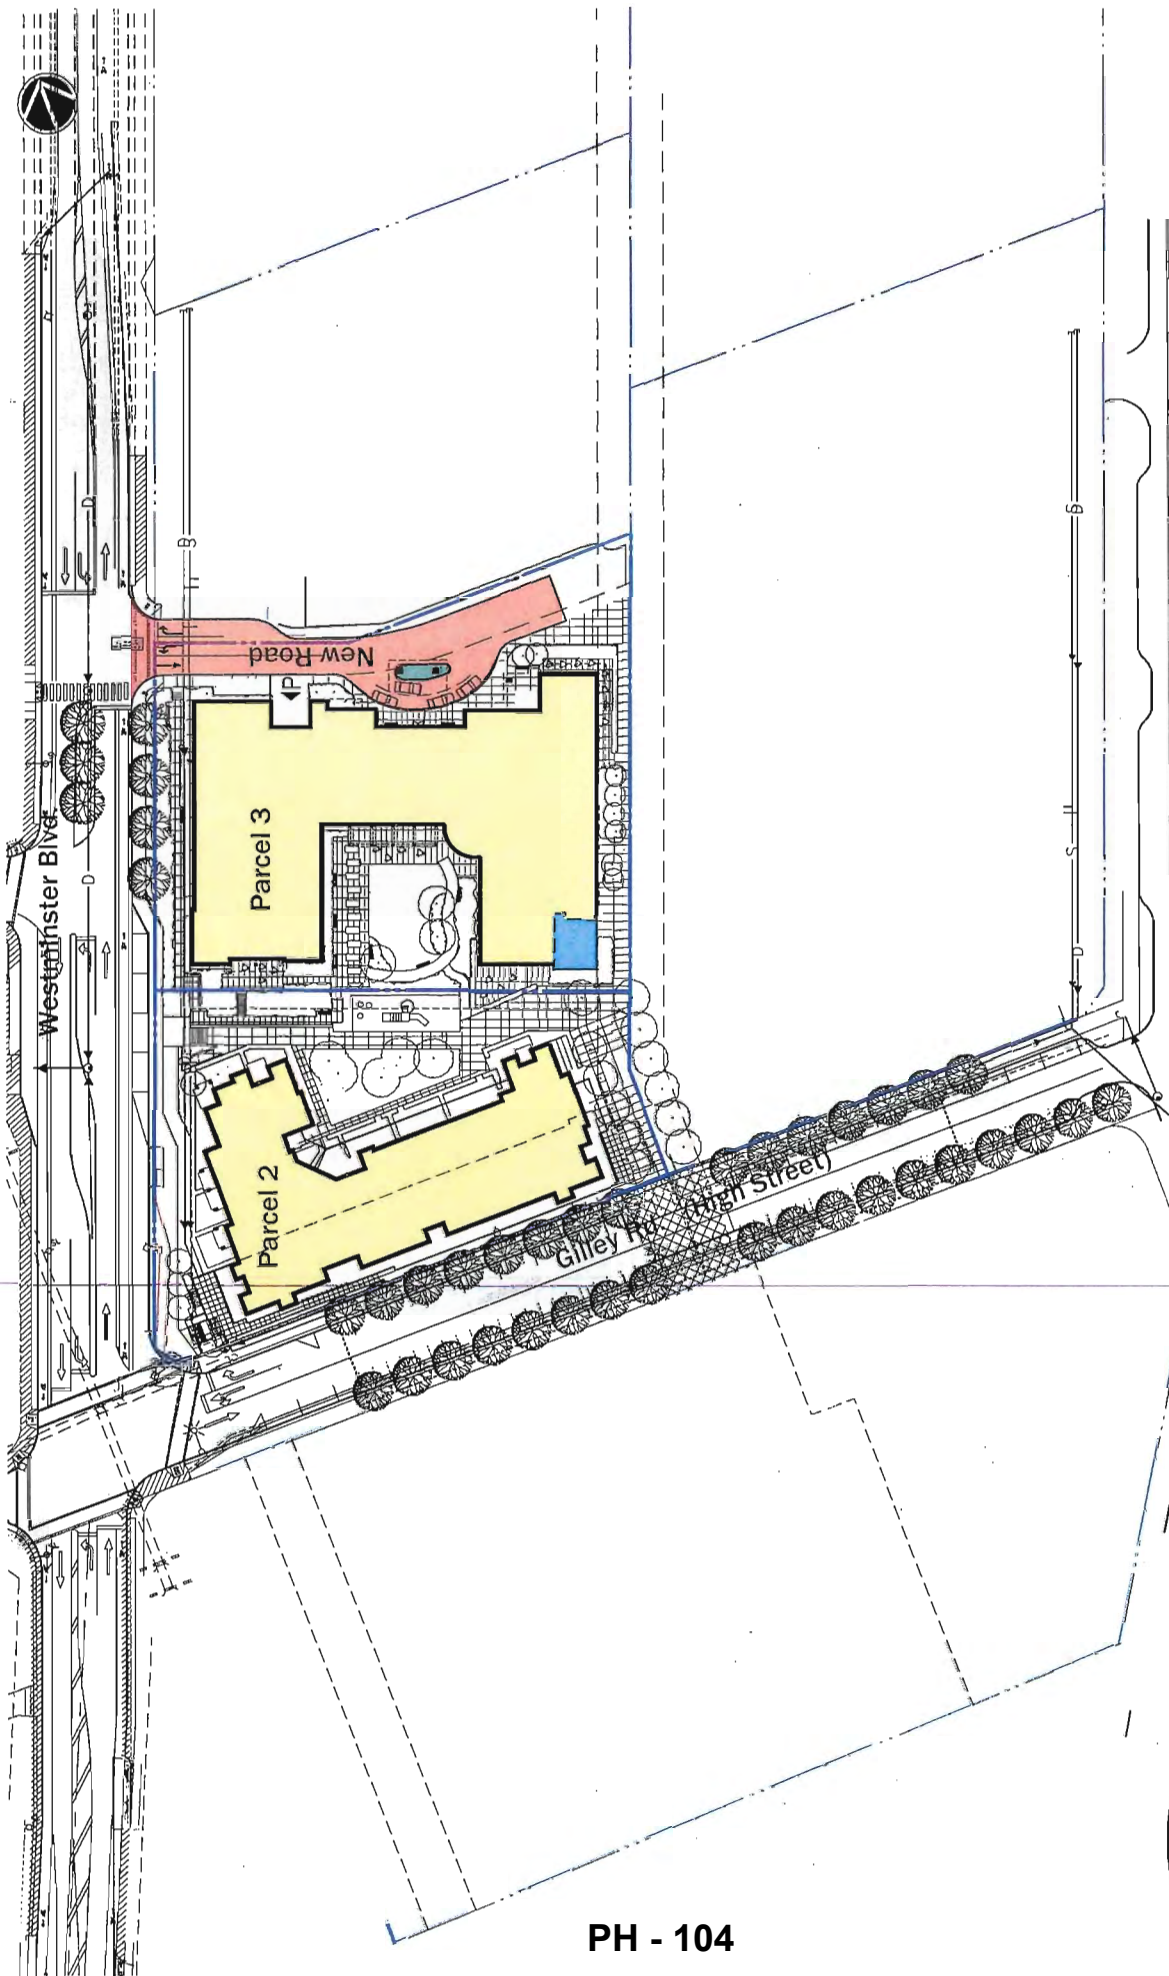 Westminster Blvd.
New Road
P
Parcel 3
Parcel 2
Gilley Rd. (High Street)
PH - 104